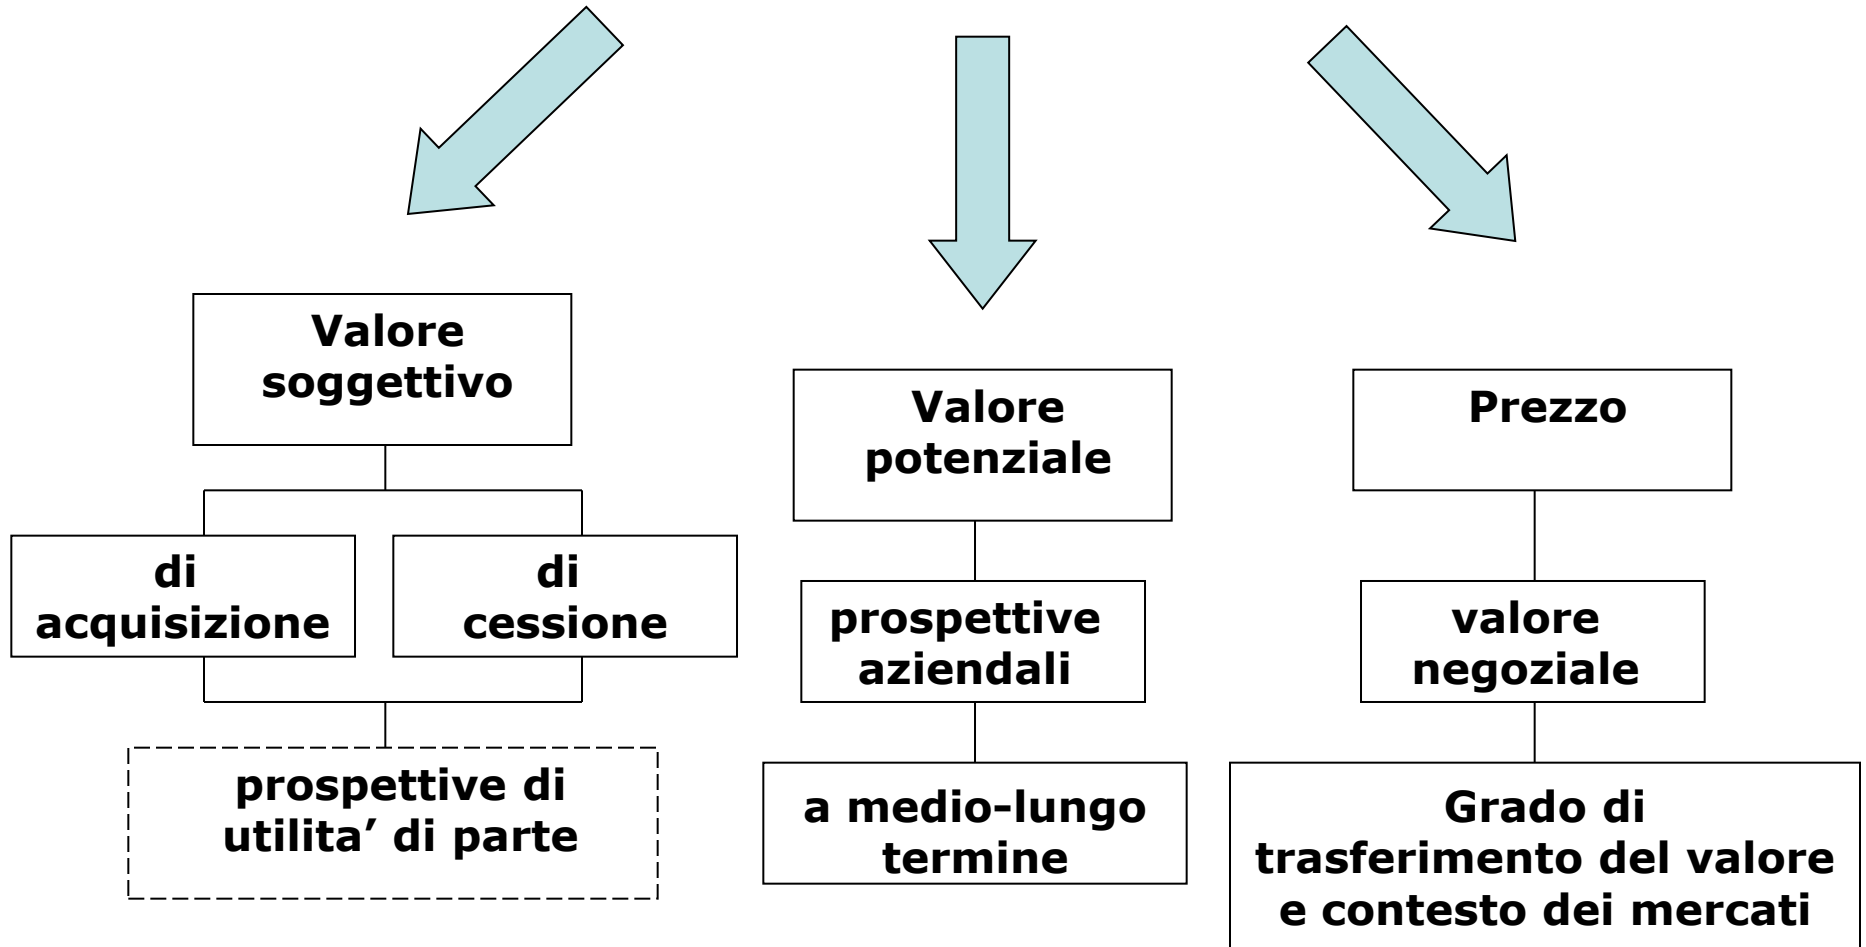 Valore
soggettivo
di
acquisizione
di
cessione
prospettive di
utilita’ di parte
Valore
potenziale
prospettive
aziendali
a medio-lungo
termine
Prezzo
valore
negoziale
Grado di
trasferimento del valore
e contesto dei mercati